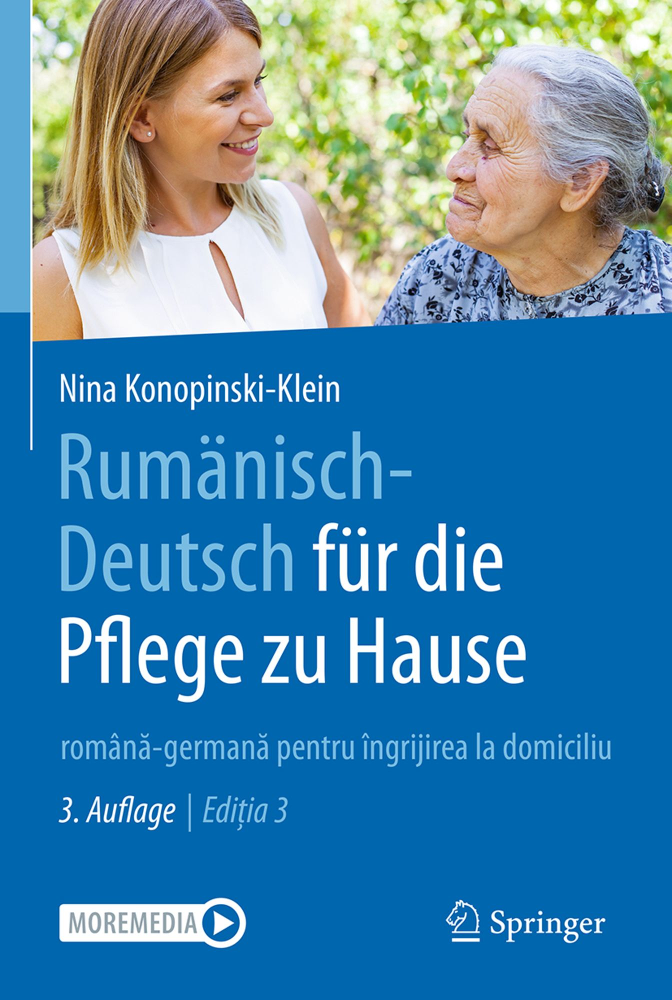 Nina Konopinski-Klein
Rumänisch-
Deutsch für die
Pflege zu Hause
română-germană pentru îngrijirea la domiciliu
3. Auflage | Ediția 3
MOREMEDIA
Springer